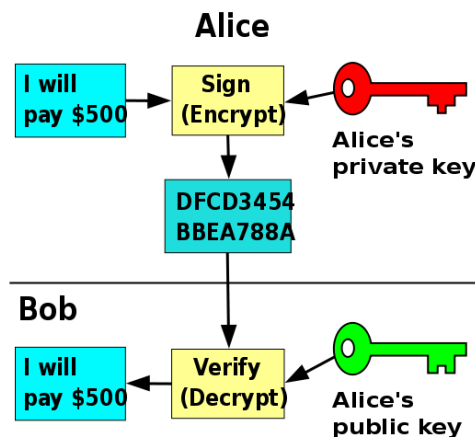 Alice
I will
pay $500
Sign
(Encrypt)
Alice's
private key
DFCD3454
BBEA788A
Bob
I will
pay $500
Verify
(Decrypt)
Alice's
public key